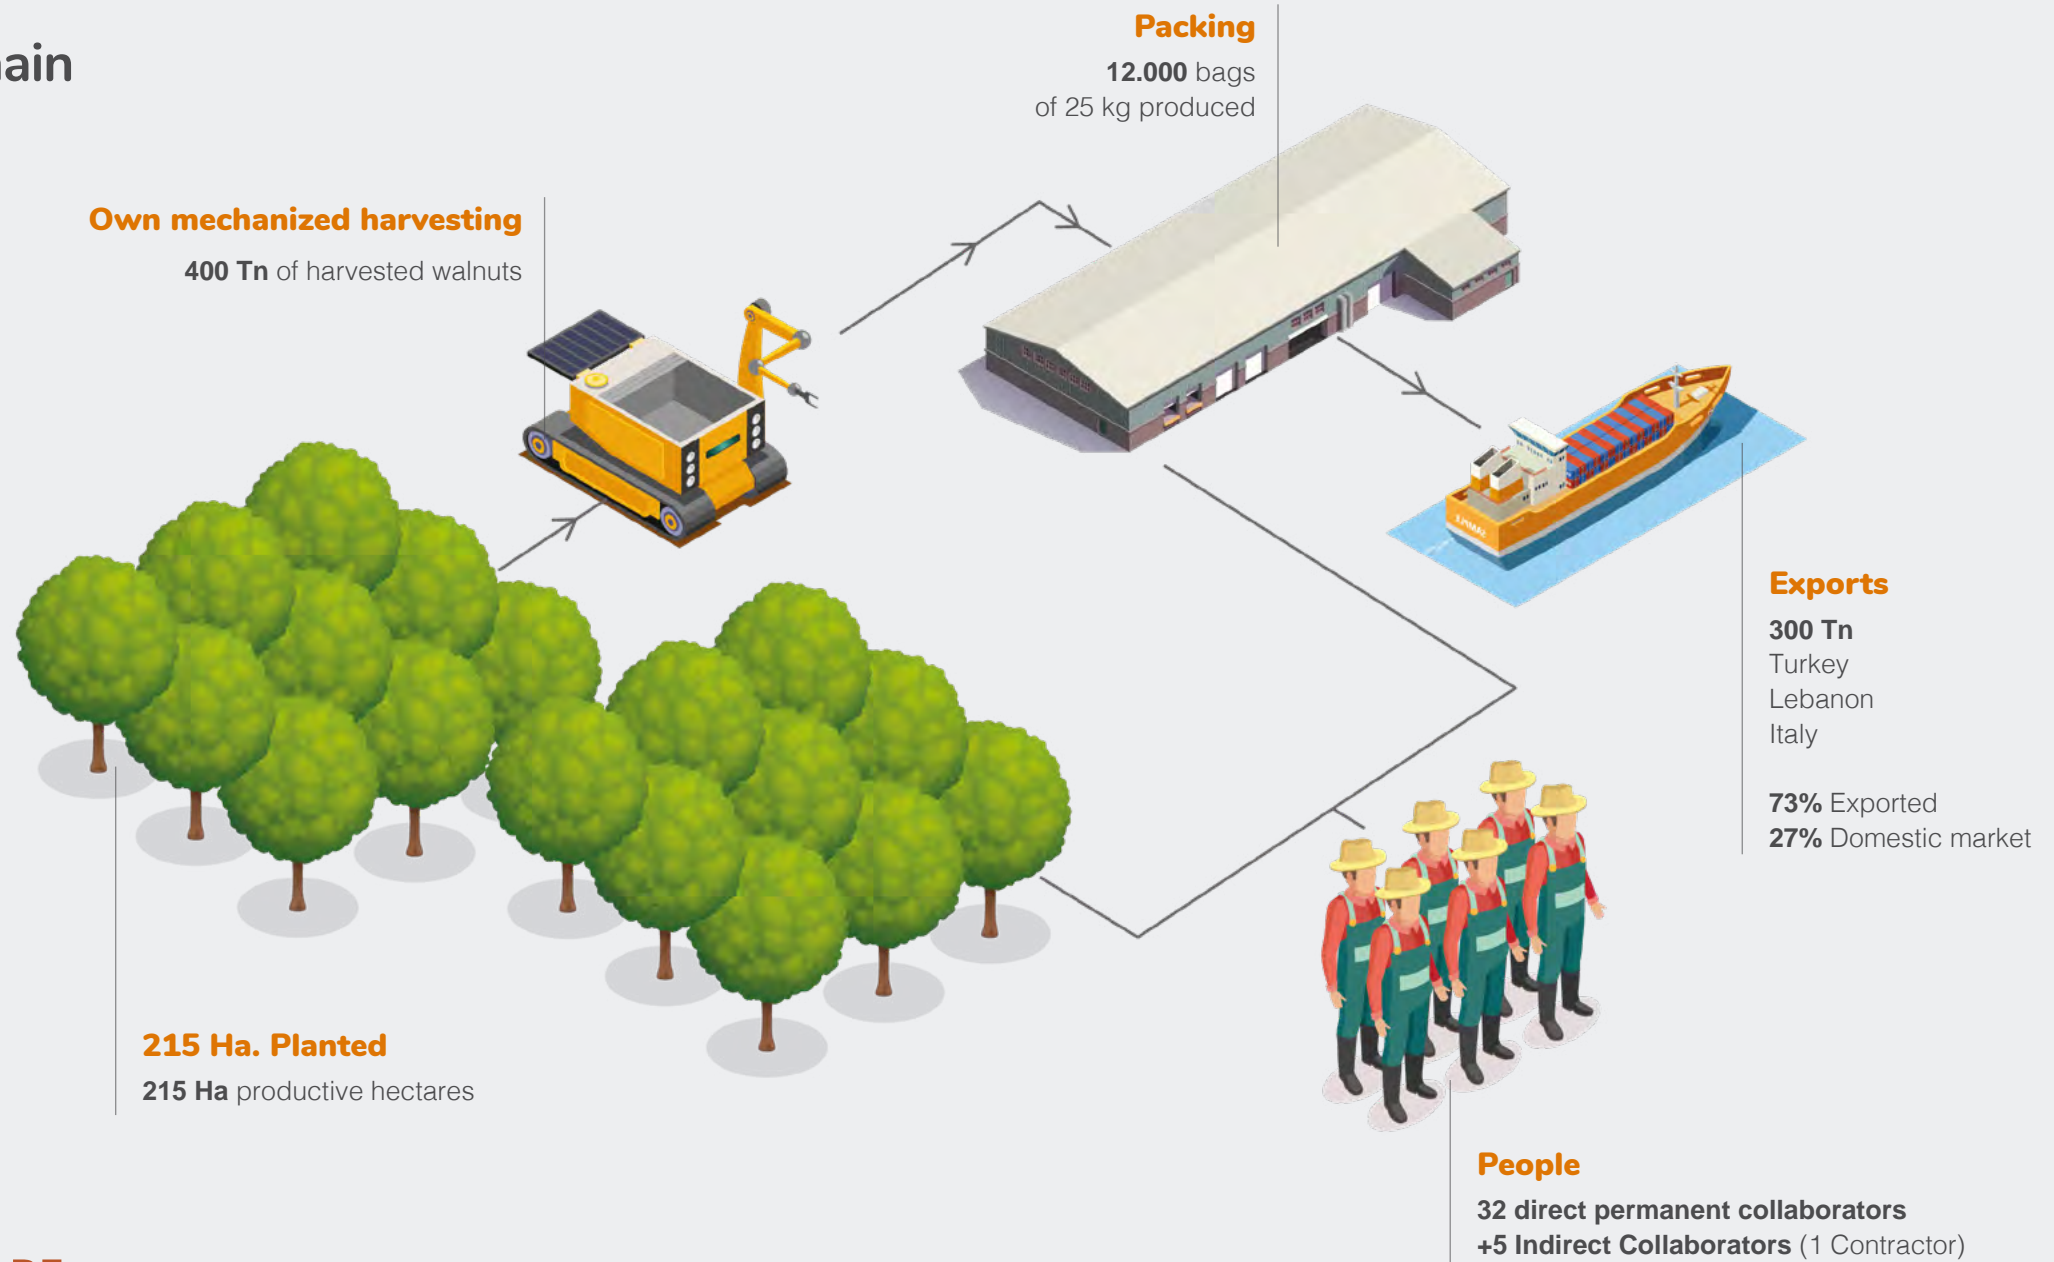 ain
Packing
12.000 bags
of 25 kg produced
Own mechanized harvesting
400 Tn of harvested walnuts
Exports
300 Tn
Turkey
Lebanon
Italy
73% Exported
27% Domestic market
215 Ha. Planted
215 Ha productive hectares
People
32 direct permanent collaborators
+5 Indirect Collaborators (1 Contractor)